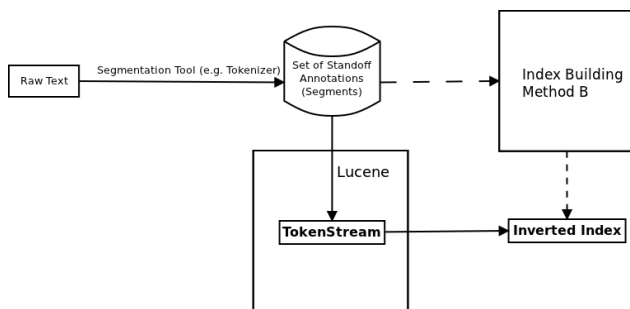 Raw Text
Segmentation Tool (e.g. Tokenizer)
Set of Standoff
Annotations
(Segments)
Index Building
Method B
Lucene
TokenStream
Inverted Index